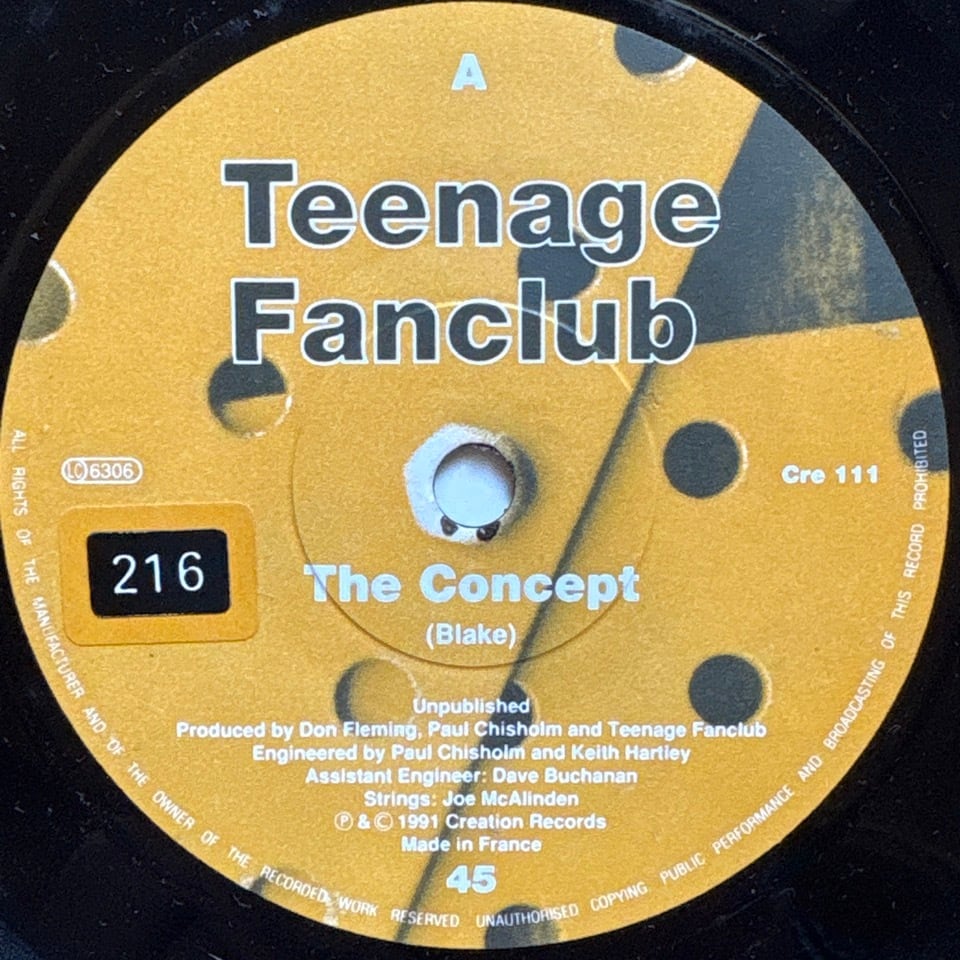 A
Teenage
Fanclub
LC 6306
Cre 111
216
The Concept
(Blake)
Unpublished
Produced by Don Fleming, Paul Chisholm and Teenage Fanclub
Engineered by Paul Chisholm and Keith Hartley
Assistant Engineer: Dave Buchanan
Strings: Joe McAlinden
Ⓟ & © 1991 Creation Records
Made in France
45
ALL RIGHTS OF THE MANUFACTURER AND OF THE OWNER OF THE RECORDED WORK RESERVED UNAUTHORISED COPYING PUBLIC PERFORMANCE AND BROADCASTING OF THIS RECORD PROHIBITED